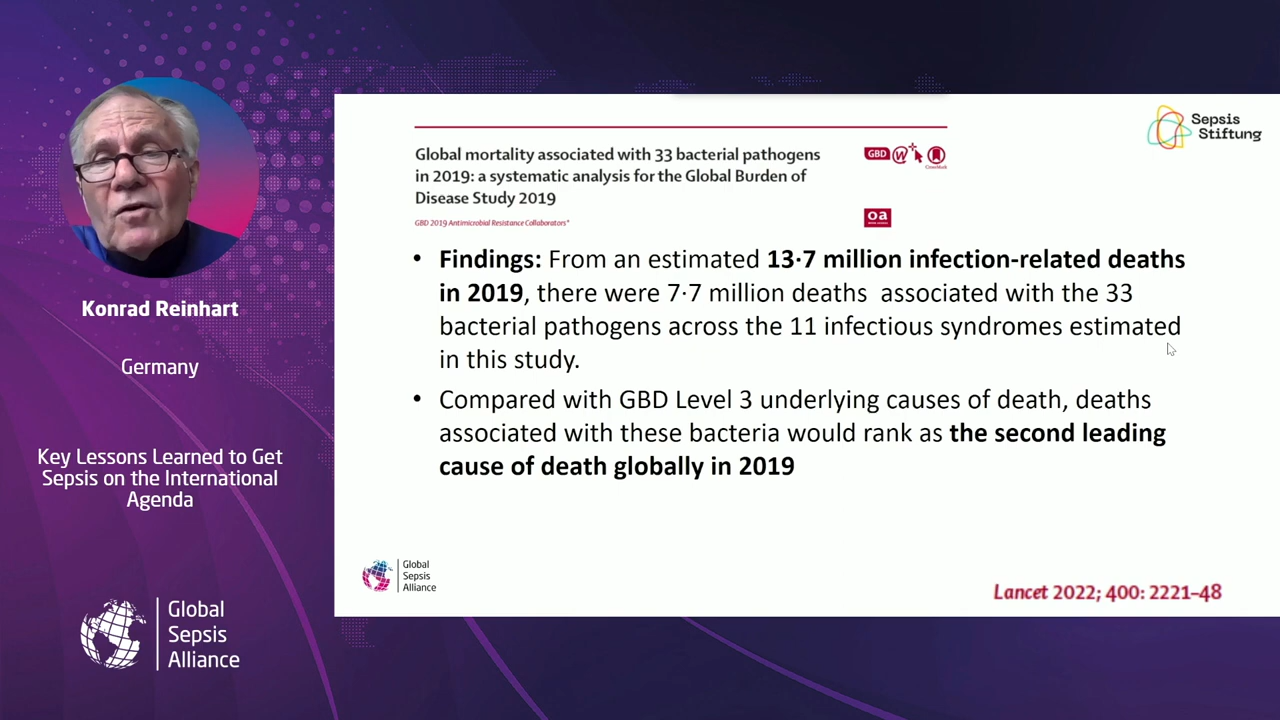 Konrad Reinhart
Germany
Key Lessons Learned to Get
Sepsis on the International
Agenda
Global
Sepsis
Alliance
Sepsis
Stiftung
Global mortality associated with 33 bacterial pathogens
in 2019: a systematic analysis for the Global Burden of
Disease Study 2019
GBD 2019 Antimicrobial Resistance Collaborators*
GBD W
CrossMark
oa
• Findings: From an estimated 13·7 million infection-related deaths
in 2019, there were 7·7 million deaths associated with the 33
bacterial pathogens across the 11 infectious syndromes estimated
in this study.
• Compared with GBD Level 3 underlying causes of death, deaths
associated with these bacteria would rank as the second leading
cause of death globally in 2019
Global
Sepsis
Alliance
Lancet 2022; 400: 2221–48